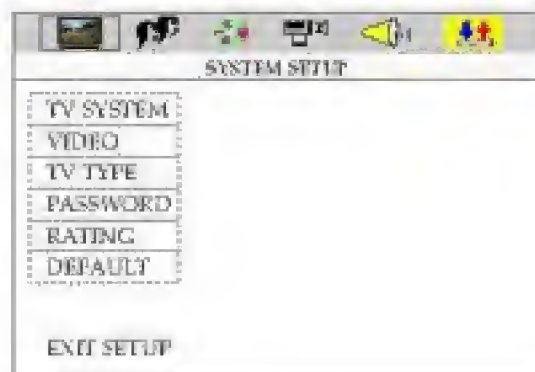 SYSTEM SETUP
TV SYSTEM
VIDEO
TV TYPE
PASSWORD
RATING
DEFAULT
EXIT SETUP